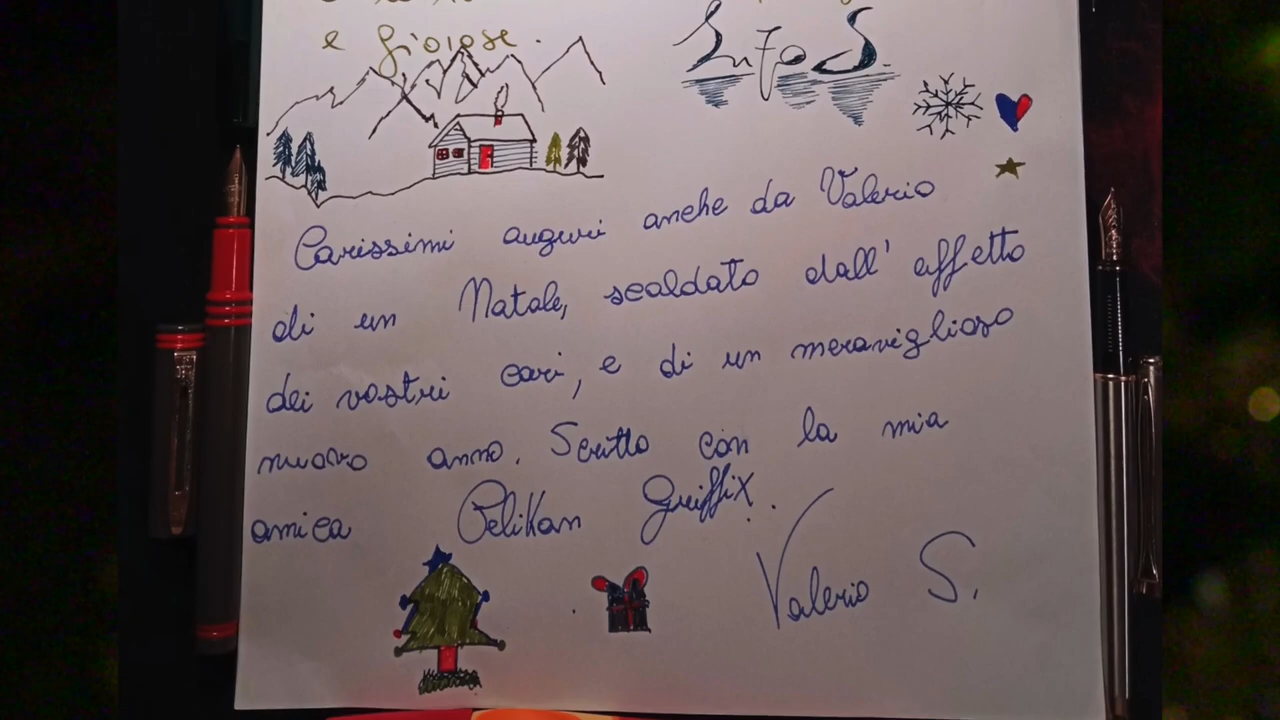 e gioiose.
Carissimi auguri anche da Valerio
di un Natale, scaldato dall'affetto
dei vostri cari, e di un meraviglioso
nuovo anno. Scritto con la mia
amica Pelikan Griffix.
Valerio S.